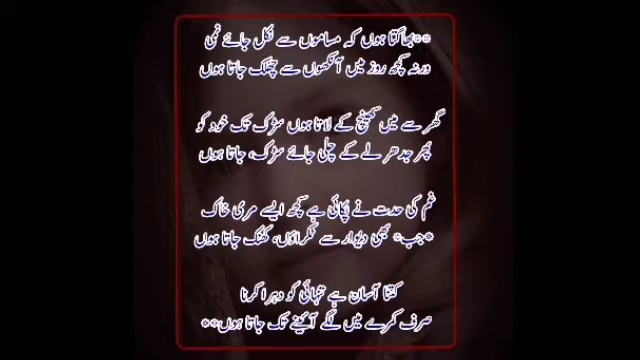 **بھاگتا ہوں کہ مساموں سے نکل جائے نمی
ورنہ کچھ روز میں آنکھوں سے چھلک جاتا ہوں
گھر سے میں کھینچ کے لاتا ہوں سڑک تک خود کو
پھر جدھر لے کے چلی جائے سڑک، جاتا ہوں
غم کی حدت نے پکائی ہے کچھ ایسے مری خاک
*جب* بھی دیوار سے ٹکراؤں، کھنک جاتا ہوں
کتنا آسان ہے تنہائی کو دوہرا کرنا
صرف کمرے میں لگے آئینے تک جاتا ہوں**